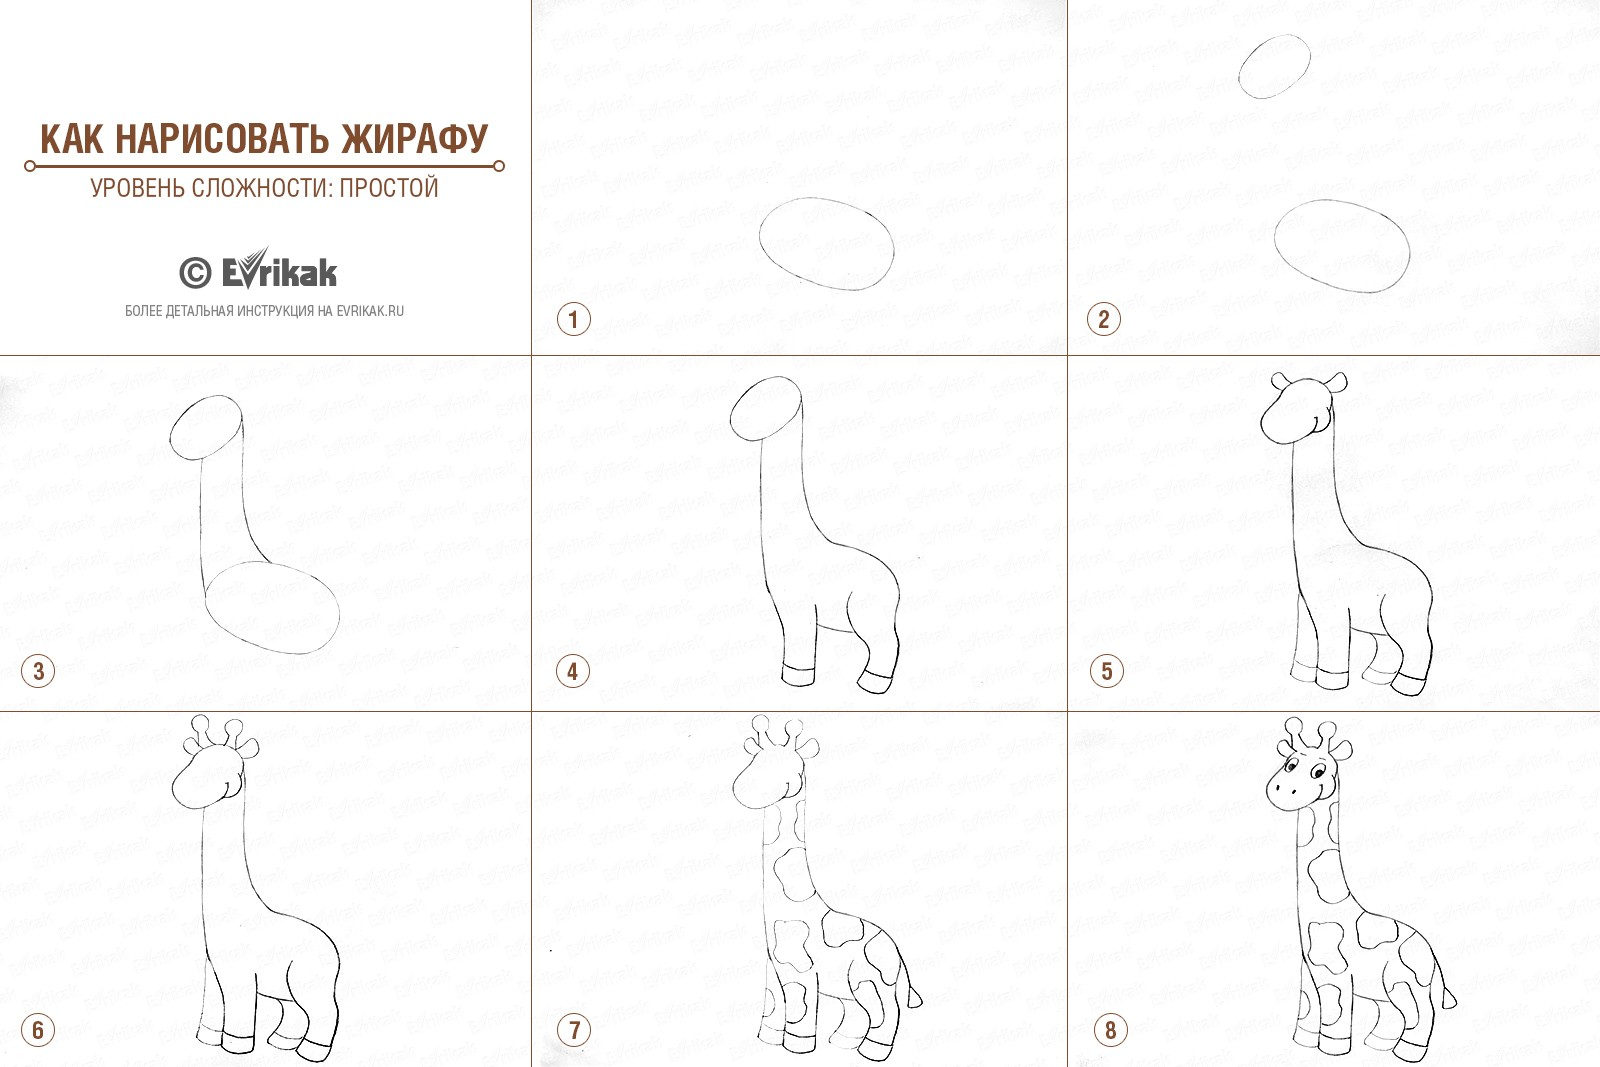 КАК НАРИСОВАТЬ ЖИРАФУ
УРОВЕНЬ СЛОЖНОСТИ: ПРОСТОЙ
© Evrikak
БОЛЕЕ ДЕТАЛЬНАЯ ИНСТРУКЦИЯ НА EVRIKAK.RU
1
2
3
4
5
6
7
8